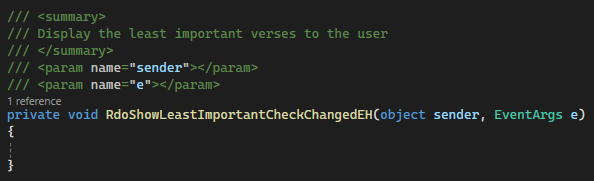 /// <summary>
/// Display the least important verses to the user
/// </summary>
/// <param name="sender"></param>
/// <param name="e"></param>
1 reference
private void RdoShowLeastImportantCheckChangedEH(object sender, EventArgs e)
{
}